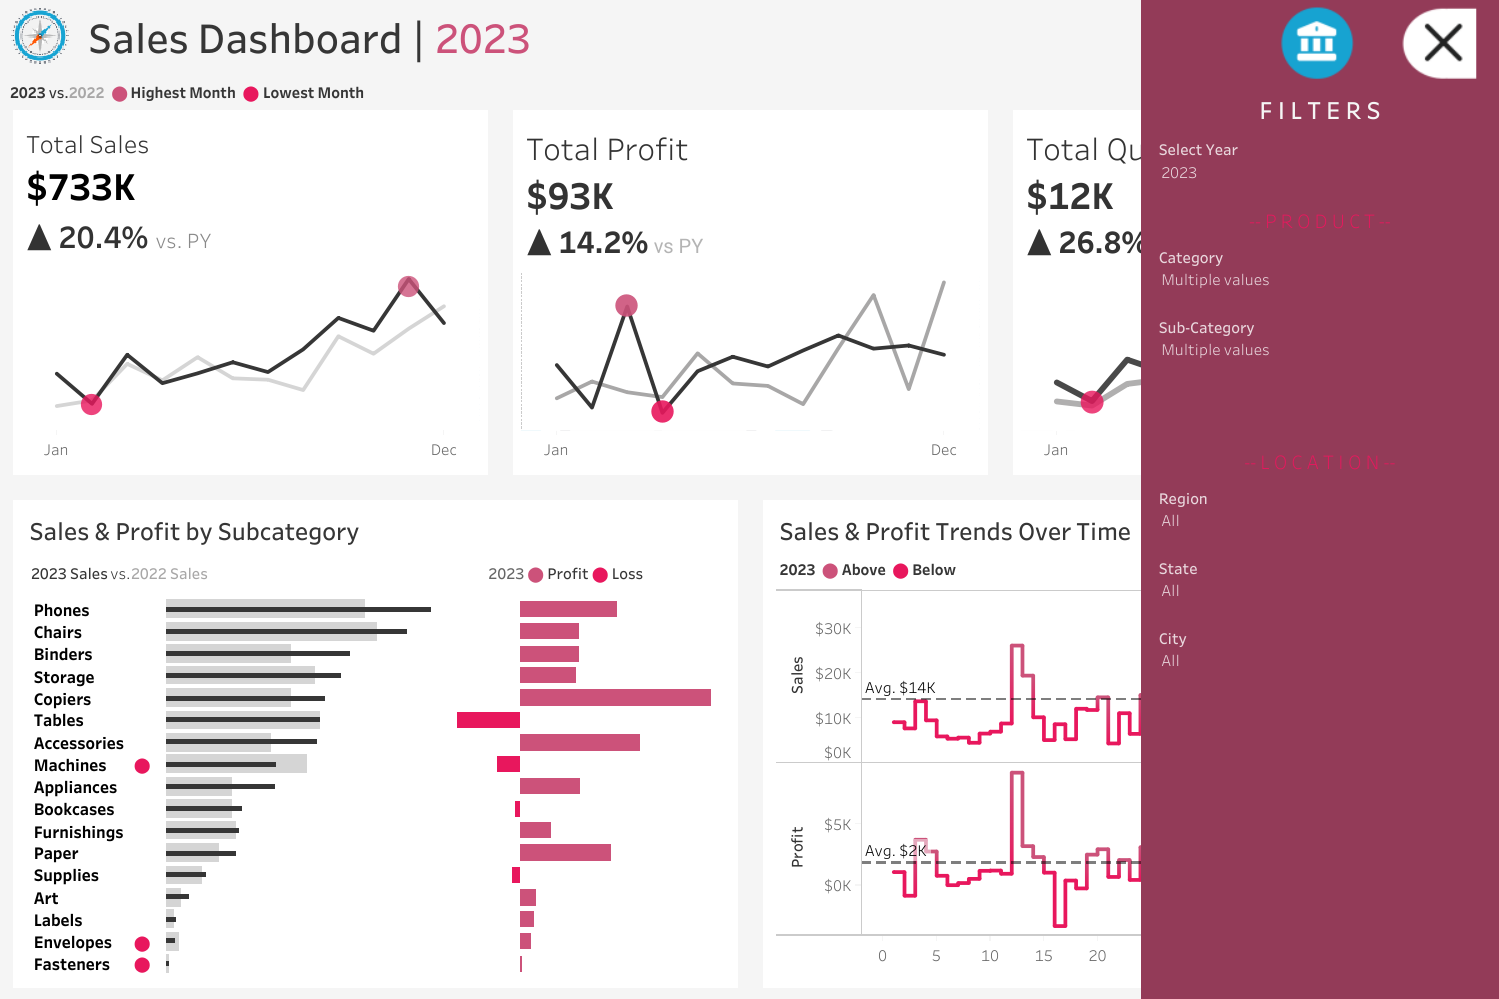 Sales Dashboard | 2023
2023 vs.2022 Highest Month Lowest Month
Total Sales
$733K
▲ 20.4% vs. PY
Jan Dec
Total Profit
$93K
▲ 14.2% vs PY
Jan Dec
Total Qu
$12K
▲ 26.8%
Jan
FILTERS
Select Year
2023
-PRODUCT-
Category
Multiple values
Sub-Category
Multiple values
-LOCATION-
Region
All
State
All
City
All
Sales & Profit by Subcategory
2023 Sales vs.2022 Sales
2023 Profit Loss
Phones
Chairs
Binders
Storage
Copiers
Tables
Accessories
Machines
Appliances
Bookcases
Furnishings
Paper
Supplies
Art
Labels
Envelopes
Fasteners
Sales & Profit Trends Over Time
2023 Above Below
Sales
$30K
$20K
$10K
$0K
Avg. $14K
Profit
$5K
$0K
Avg. $2K
0 5 10 15 20